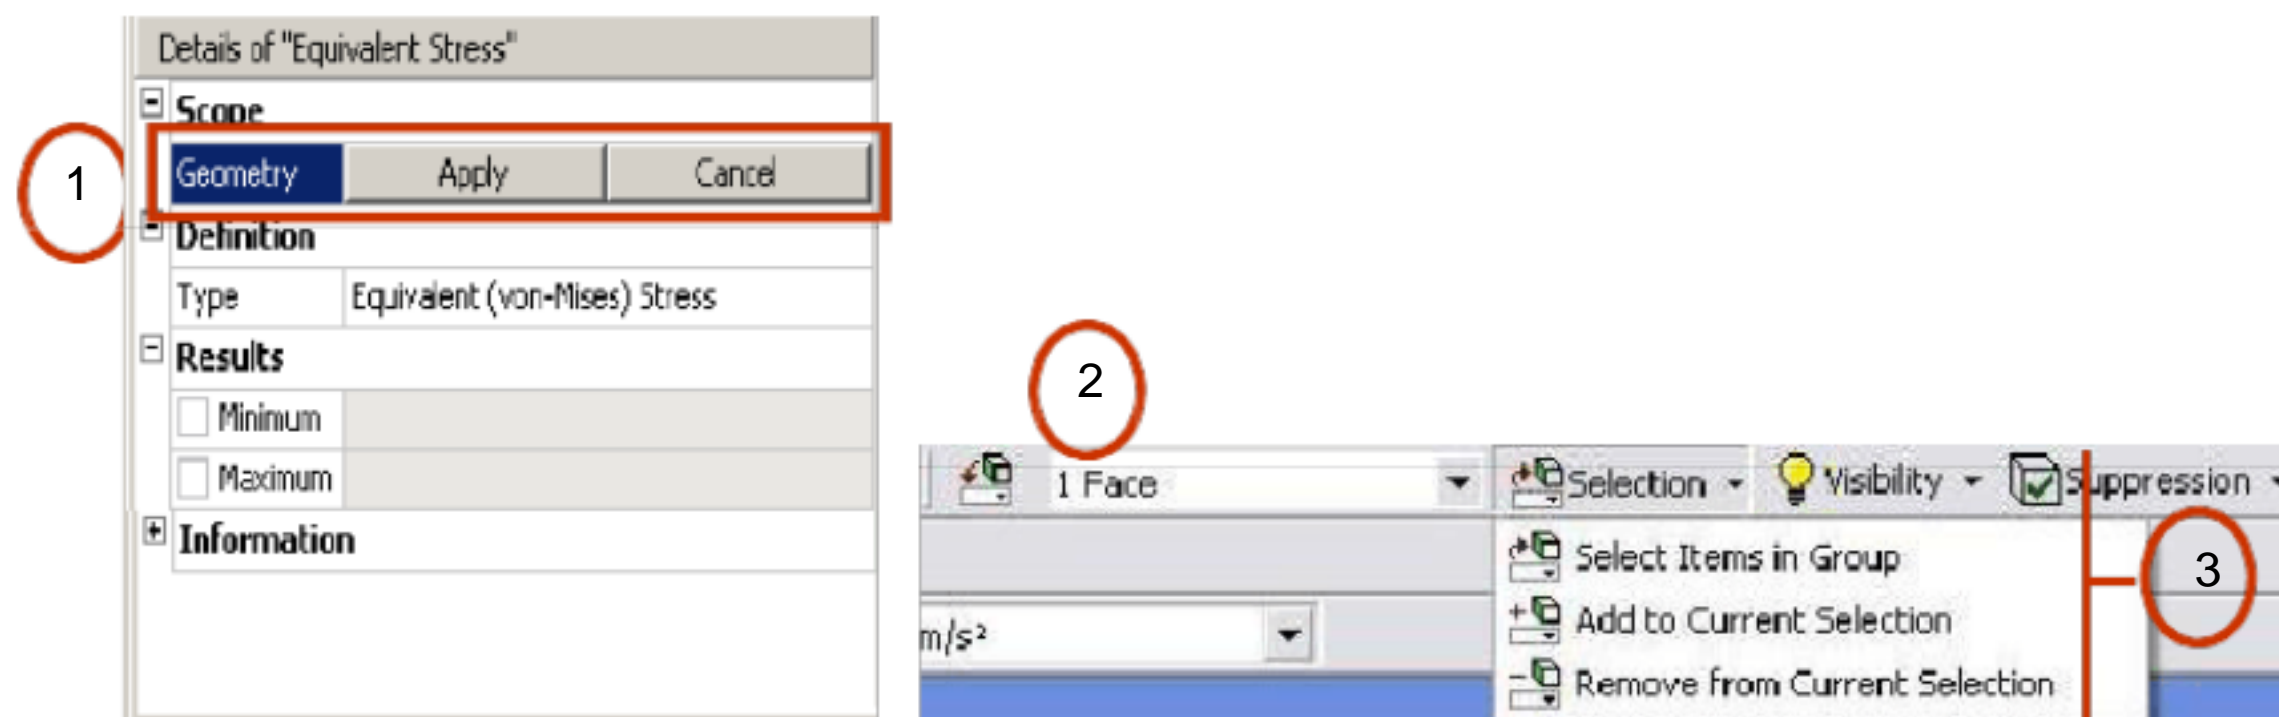 Details of "Equivalent Stress"
Scope
1
Geometry Apply Cancel
Definition
Type Equivalent (von-Mises) Stress
Results
Minimum
Maximum
Information
2
1 Face Selection Visibility Suppression
Select Items in Group
3
m/s² Add to Current Selection
Remove from Current Selection